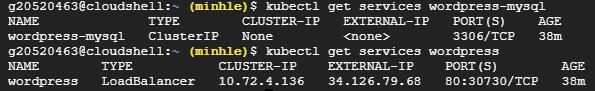 g20520463@cloudshell:~ (minhle)$ kubectl get services wordpress-mysql
NAME TYPE CLUSTER-IP EXTERNAL-IP PORT(S) AGE
wordpress-mysql ClusterIP None <none> 3306/TCP 38m
g20520463@cloudshell:~ (minhle)$ kubectl get services wordpress
NAME TYPE CLUSTER-IP EXTERNAL-IP PORT(S) AGE
wordpress LoadBalancer 10.72.4.136 34.126.79.68 80:30730/TCP 38m